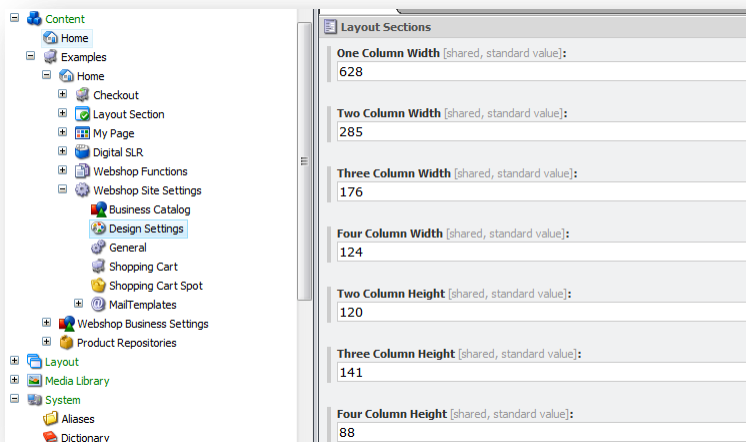 Content
Home
Examples
Home
Checkout
Layout Section
My Page
Digital SLR
Webshop Functions
Webshop Site Settings
Business Catalog
Design Settings
General
Shopping Cart
Shopping Cart Spot
MailTemplates
Webshop Business Settings
Product Repositories
Layout
Media Library
System
Aliases
Dictionary
Layout Sections
One Column Width [shared, standard value]:
628
Two Column Width [shared, standard value]:
285
Three Column Width [shared, standard value]:
176
Four Column Width [shared, standard value]:
124
Two Column Height [shared, standard value]:
120
Three Column Height [shared, standard value]:
141
Four Column Height [shared, standard value]:
88